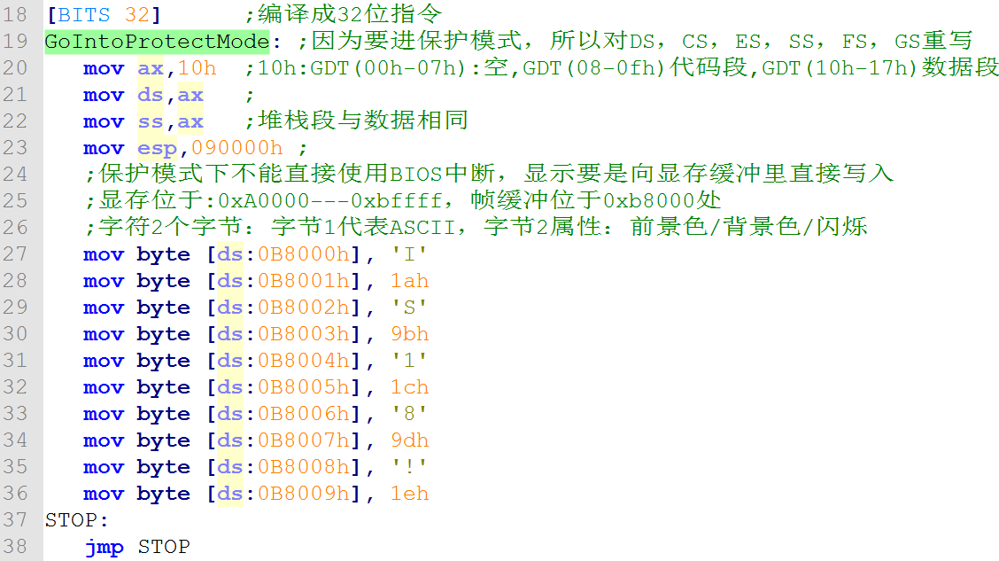 18 [BITS 32]      ;编译成32位指令
19 GoIntoProtectMode: ;因为要进保护模式，所以对DS，CS，ES，SS，FS，GS重写
20    mov ax,10h  ;10h:GDT(00h-07h):空,GDT(08-0fh)代码段,GDT(10h-17h)数据段
21    mov ds,ax   ;
22    mov ss,ax   ;堆栈段与数据相同
23    mov esp,090000h ;
24    ;保护模式下不能直接使用BIOS中断，显示要是向显存缓冲里直接写入
25    ;显存位于:0xA0000---0xbffff，帧缓冲位于0xb8000处
26    ;字符2个字节：字节1代表ASCII，字节2属性：前景色/背景色/闪烁
27    mov byte [ds:0B8000h], 'I'
28    mov byte [ds:0B8001h], 1ah
29    mov byte [ds:0B8002h], 'S'
30    mov byte [ds:0B8003h], 9bh
31    mov byte [ds:0B8004h], '1'
32    mov byte [ds:0B8005h], 1ch
33    mov byte [ds:0B8006h], '8'
34    mov byte [ds:0B8007h], 9dh
35    mov byte [ds:0B8008h], '!'
36    mov byte [ds:0B8009h], 1eh
37 STOP:
38    jmp STOP